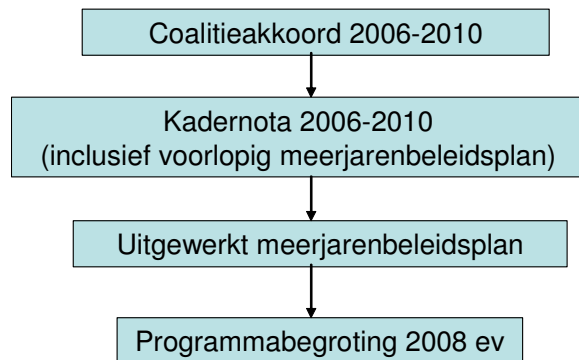 Coalitieakkoord 2006-2010
Kadernota 2006-2010
(inclusief voorlopig meerjarenbeleidsplan)
Uitgewerkt meerjarenbeleidsplan
Programmabegroting 2008 ev